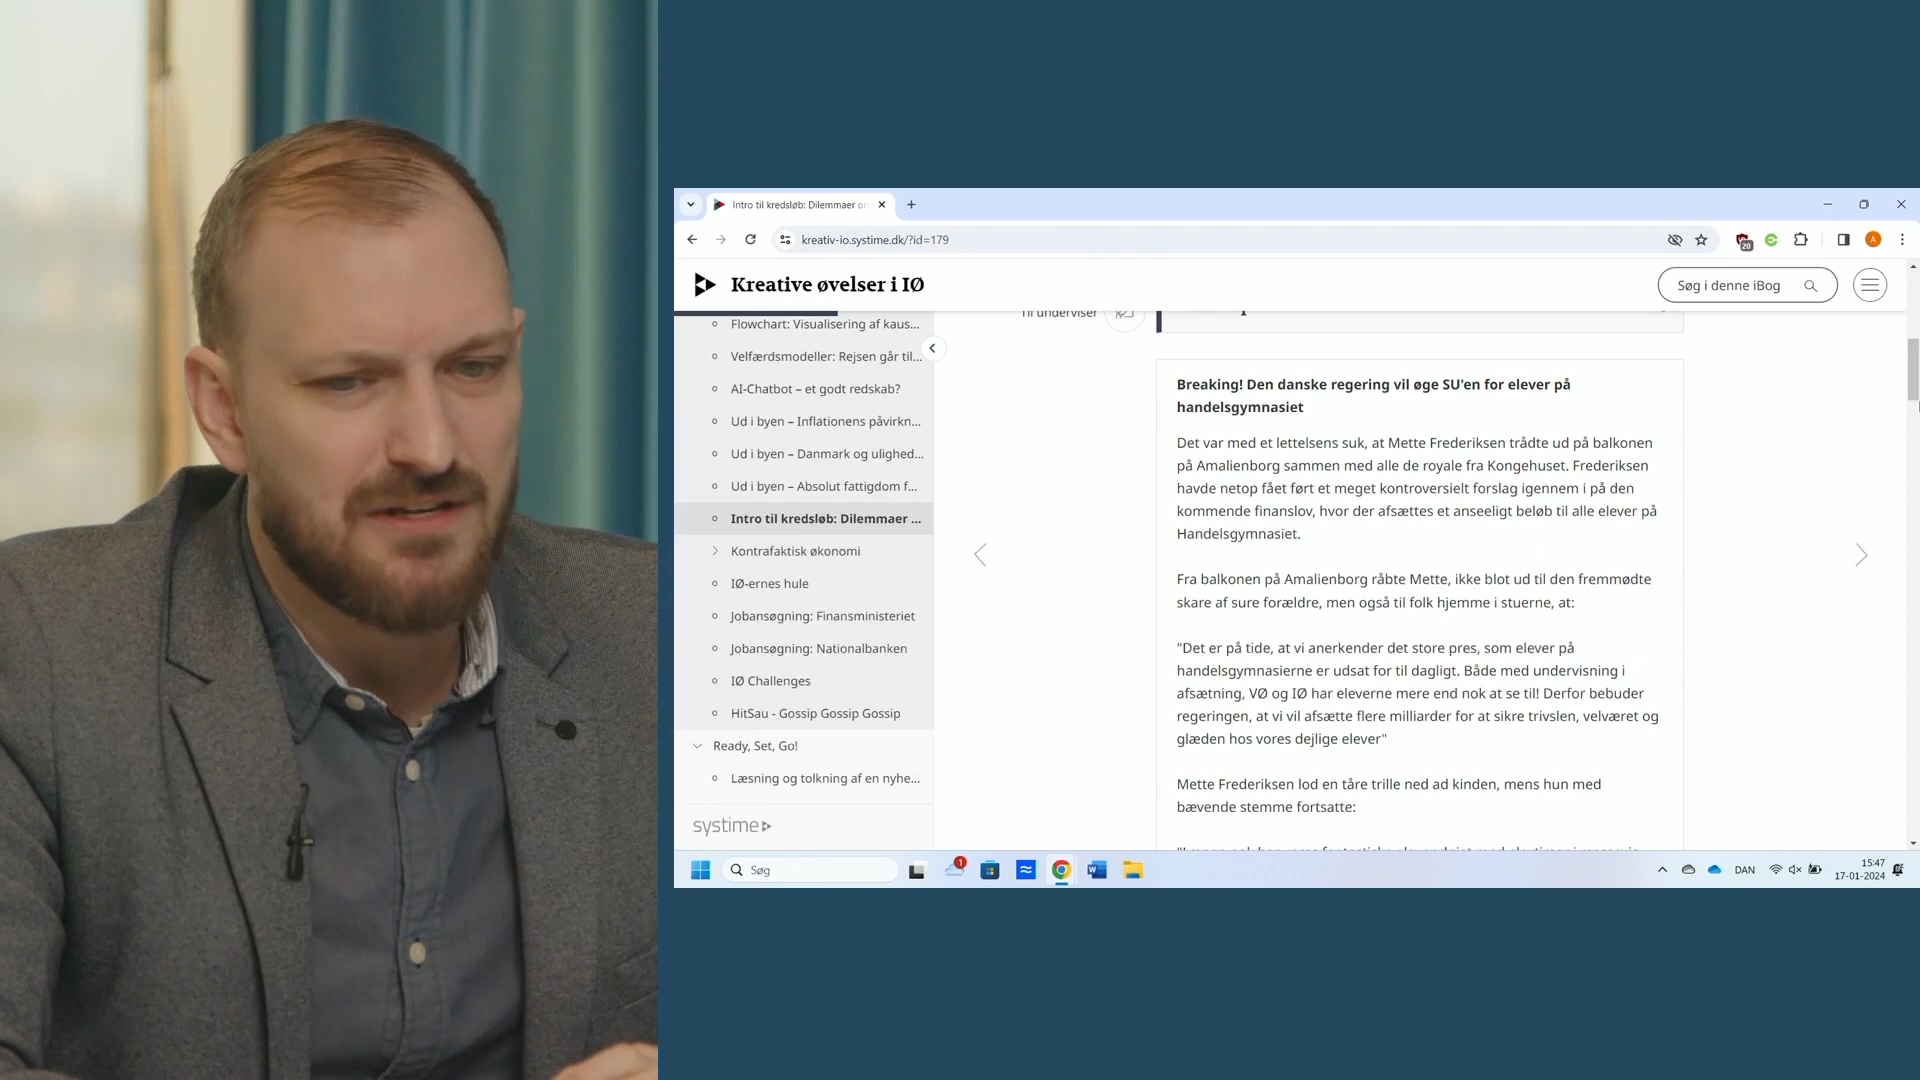 Intro til kredsløb: Dilemmaer o
kreativ-io.systime.dk/?id=179
20
A
Kreative øvelser i IØ
Søg i denne iBog
Flowchart: Visualisering af kaus...
Velfærdsmodeller: Rejsen går til...
AI-Chatbot – et godt redskab?
Ud i byen – Inflationens påvirkn...
Ud i byen – Danmark og ulighed...
Ud i byen – Absolut fattigdom f...
Intro til kredsløb: Dilemmaer ...
Kontrafaktisk økonomi
IØ-ernes hule
Jobansøgning: Finansministeriet
Jobansøgning: Nationalbanken
IØ Challenges
HitSau - Gossip Gossip Gossip
Ready, Set, Go!
Læsning og tolkning af en nyhe...
systime
Til underviser
Breaking! Den danske regering vil øge SU'en for elever på
handelsgymnasiet
Det var med et lettelsens suk, at Mette Frederiksen trådte ud på balkonen
på Amalienborg sammen med alle de royale fra Kongehuset. Frederiksen
havde netop fået ført et meget kontroversielt forslag igennem i på den
kommende finanslov, hvor der afsættes et anseeligt beløb til alle elever på
Handelsgymnasiet.
Fra balkonen på Amalienborg råbte Mette, ikke blot ud til den fremmødte
skare af sure forældre, men også til folk hjemme i stuerne, at:
"Det er på tide, at vi anerkender det store pres, som elever på
handelsgymnasierne er udsat for til dagligt. Både med undervisning i
afsætning, VØ og IØ har eleverne mere end nok at se til! Derfor bebuder
regeringen, at vi vil afsætte flere milliarder for at sikre trivslen, velværet og
glæden hos vores dejlige elever"
Mette Frederiksen lod en tåre trille ned ad kinden, mens hun med
bævende stemme fortsatte:
Søg
1
DAN
15:47
17-01-2024